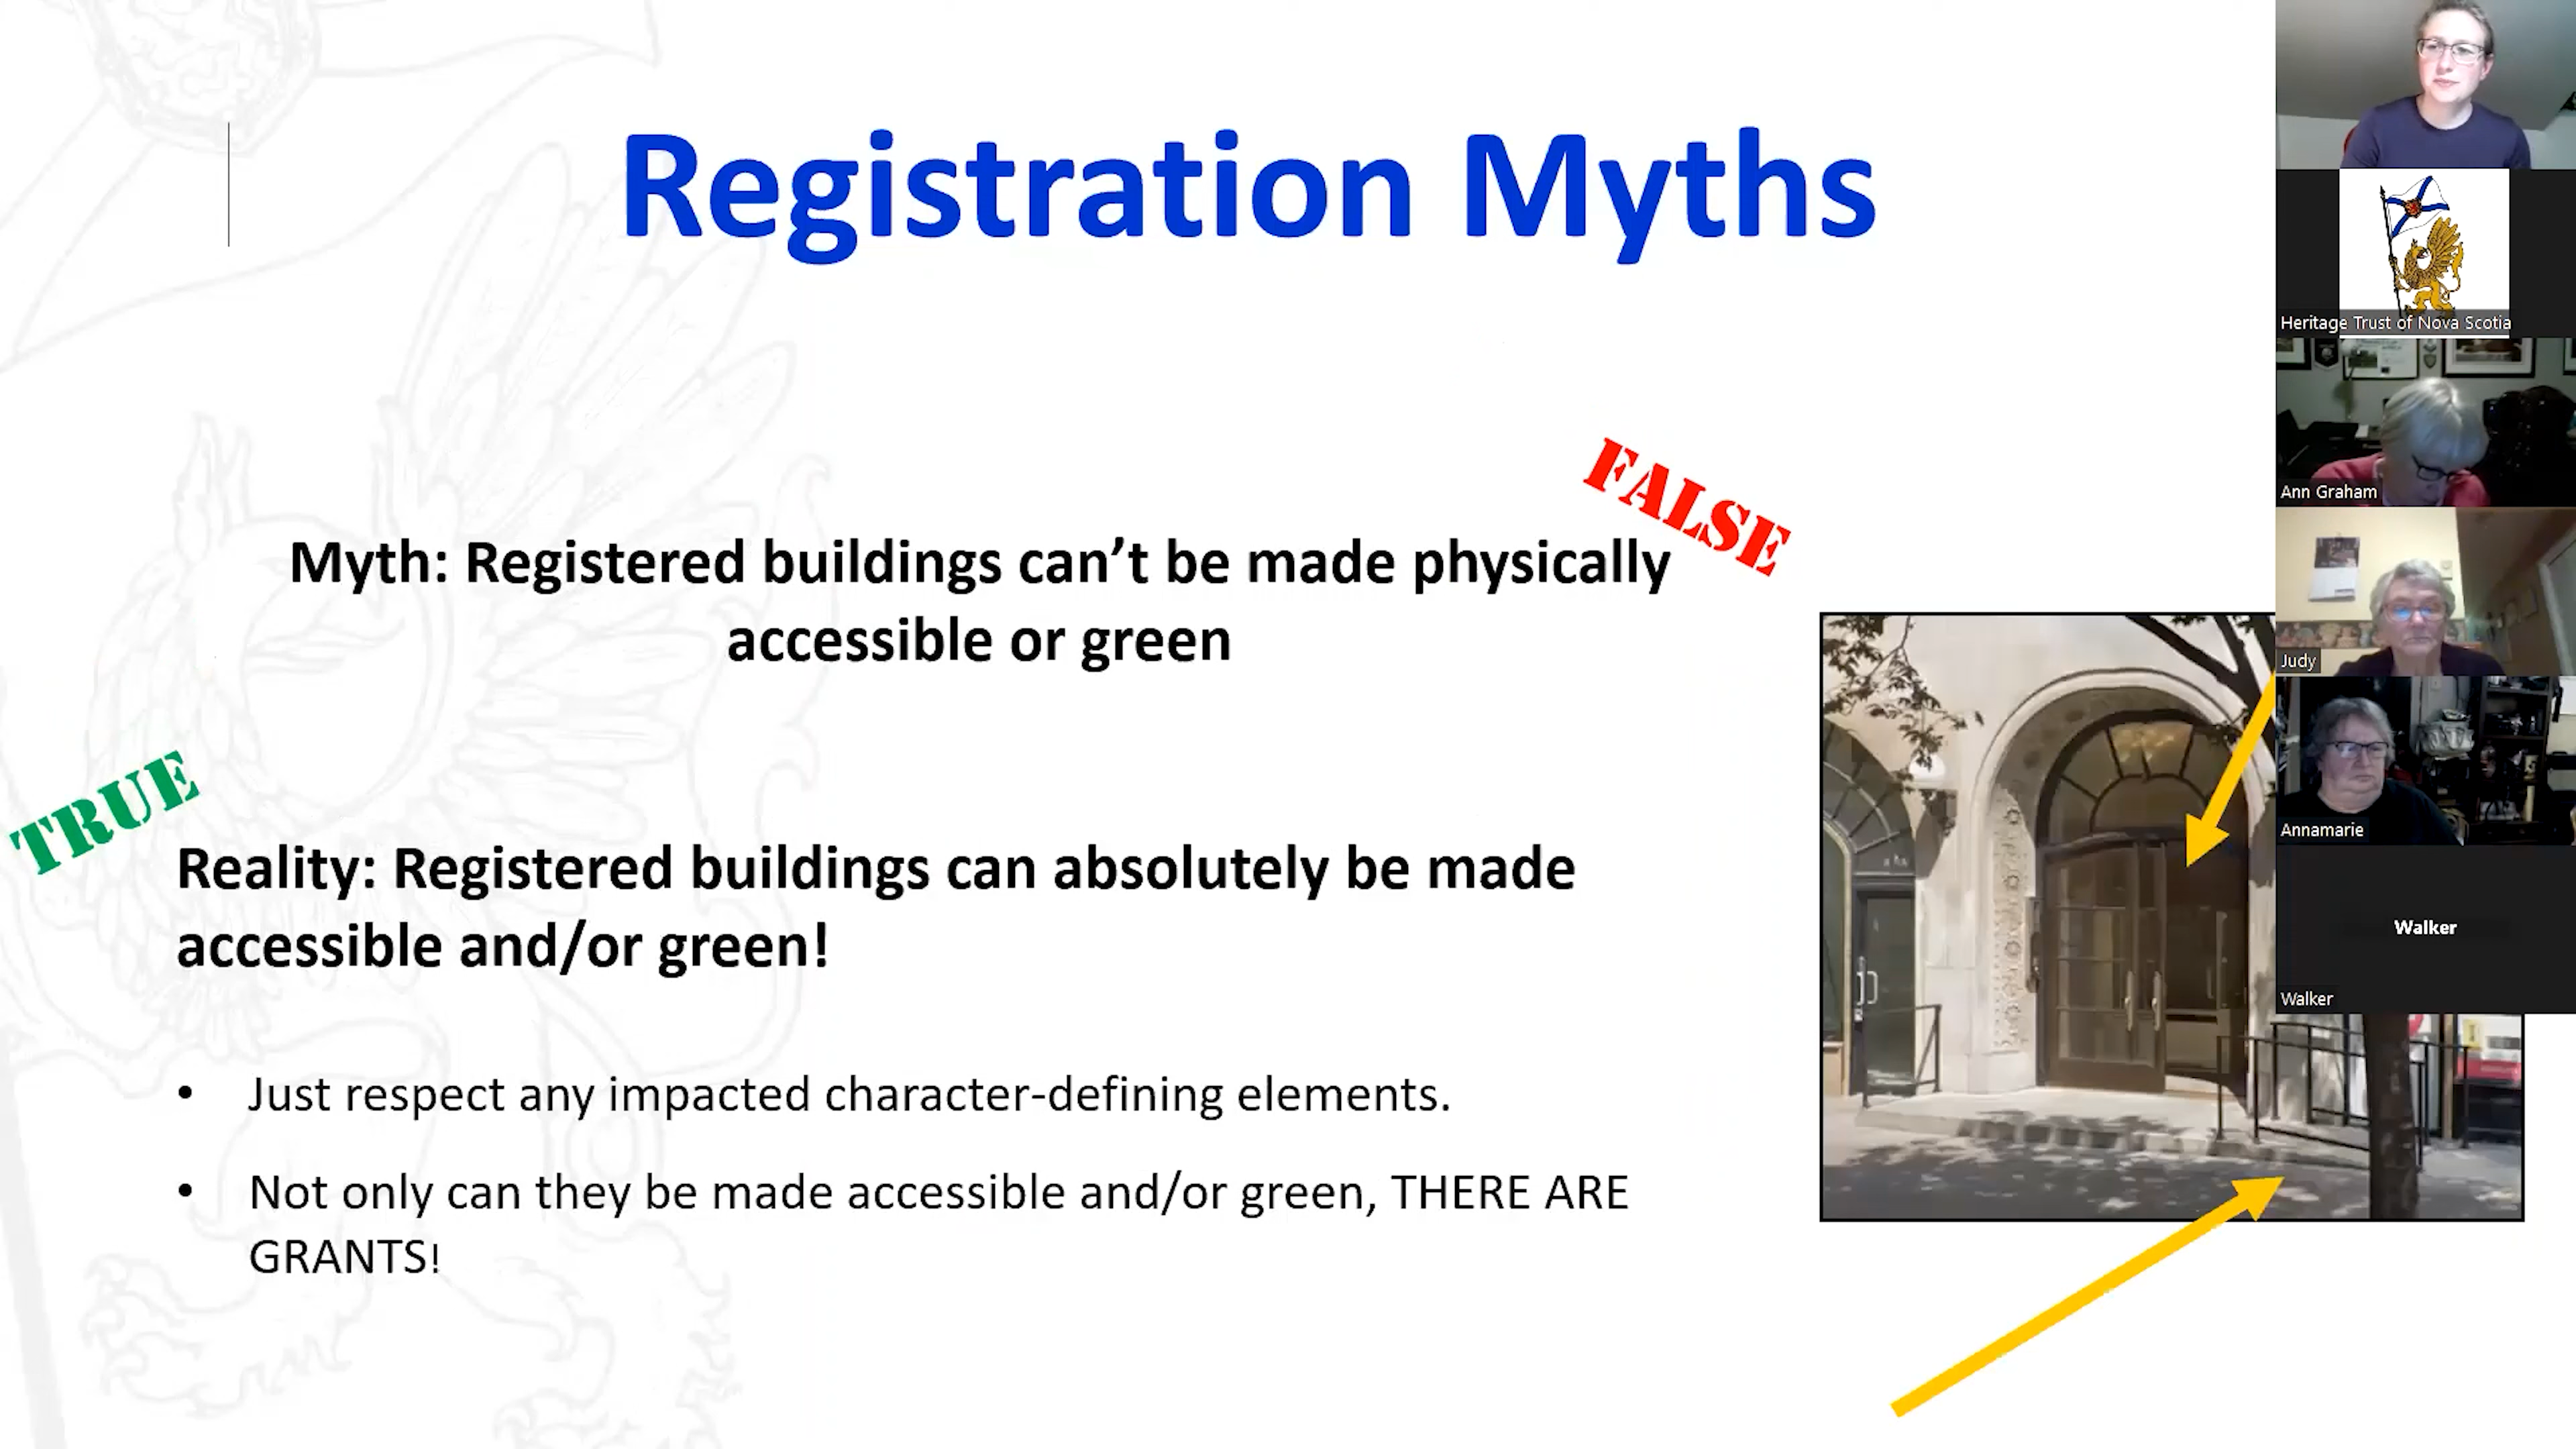 Registration Myths
FALSE
Myth: Registered buildings can’t be made physically
accessible or green
TRUE
Reality: Registered buildings can absolutely be made
accessible and/or green!
• Just respect any impacted character-defining elements.
• Not only can they be made accessible and/or green, THERE ARE
GRANTS!
Heritage Trust of Nova Scotia
Ann Graham
Judy
Annamarie
Walker
Walker